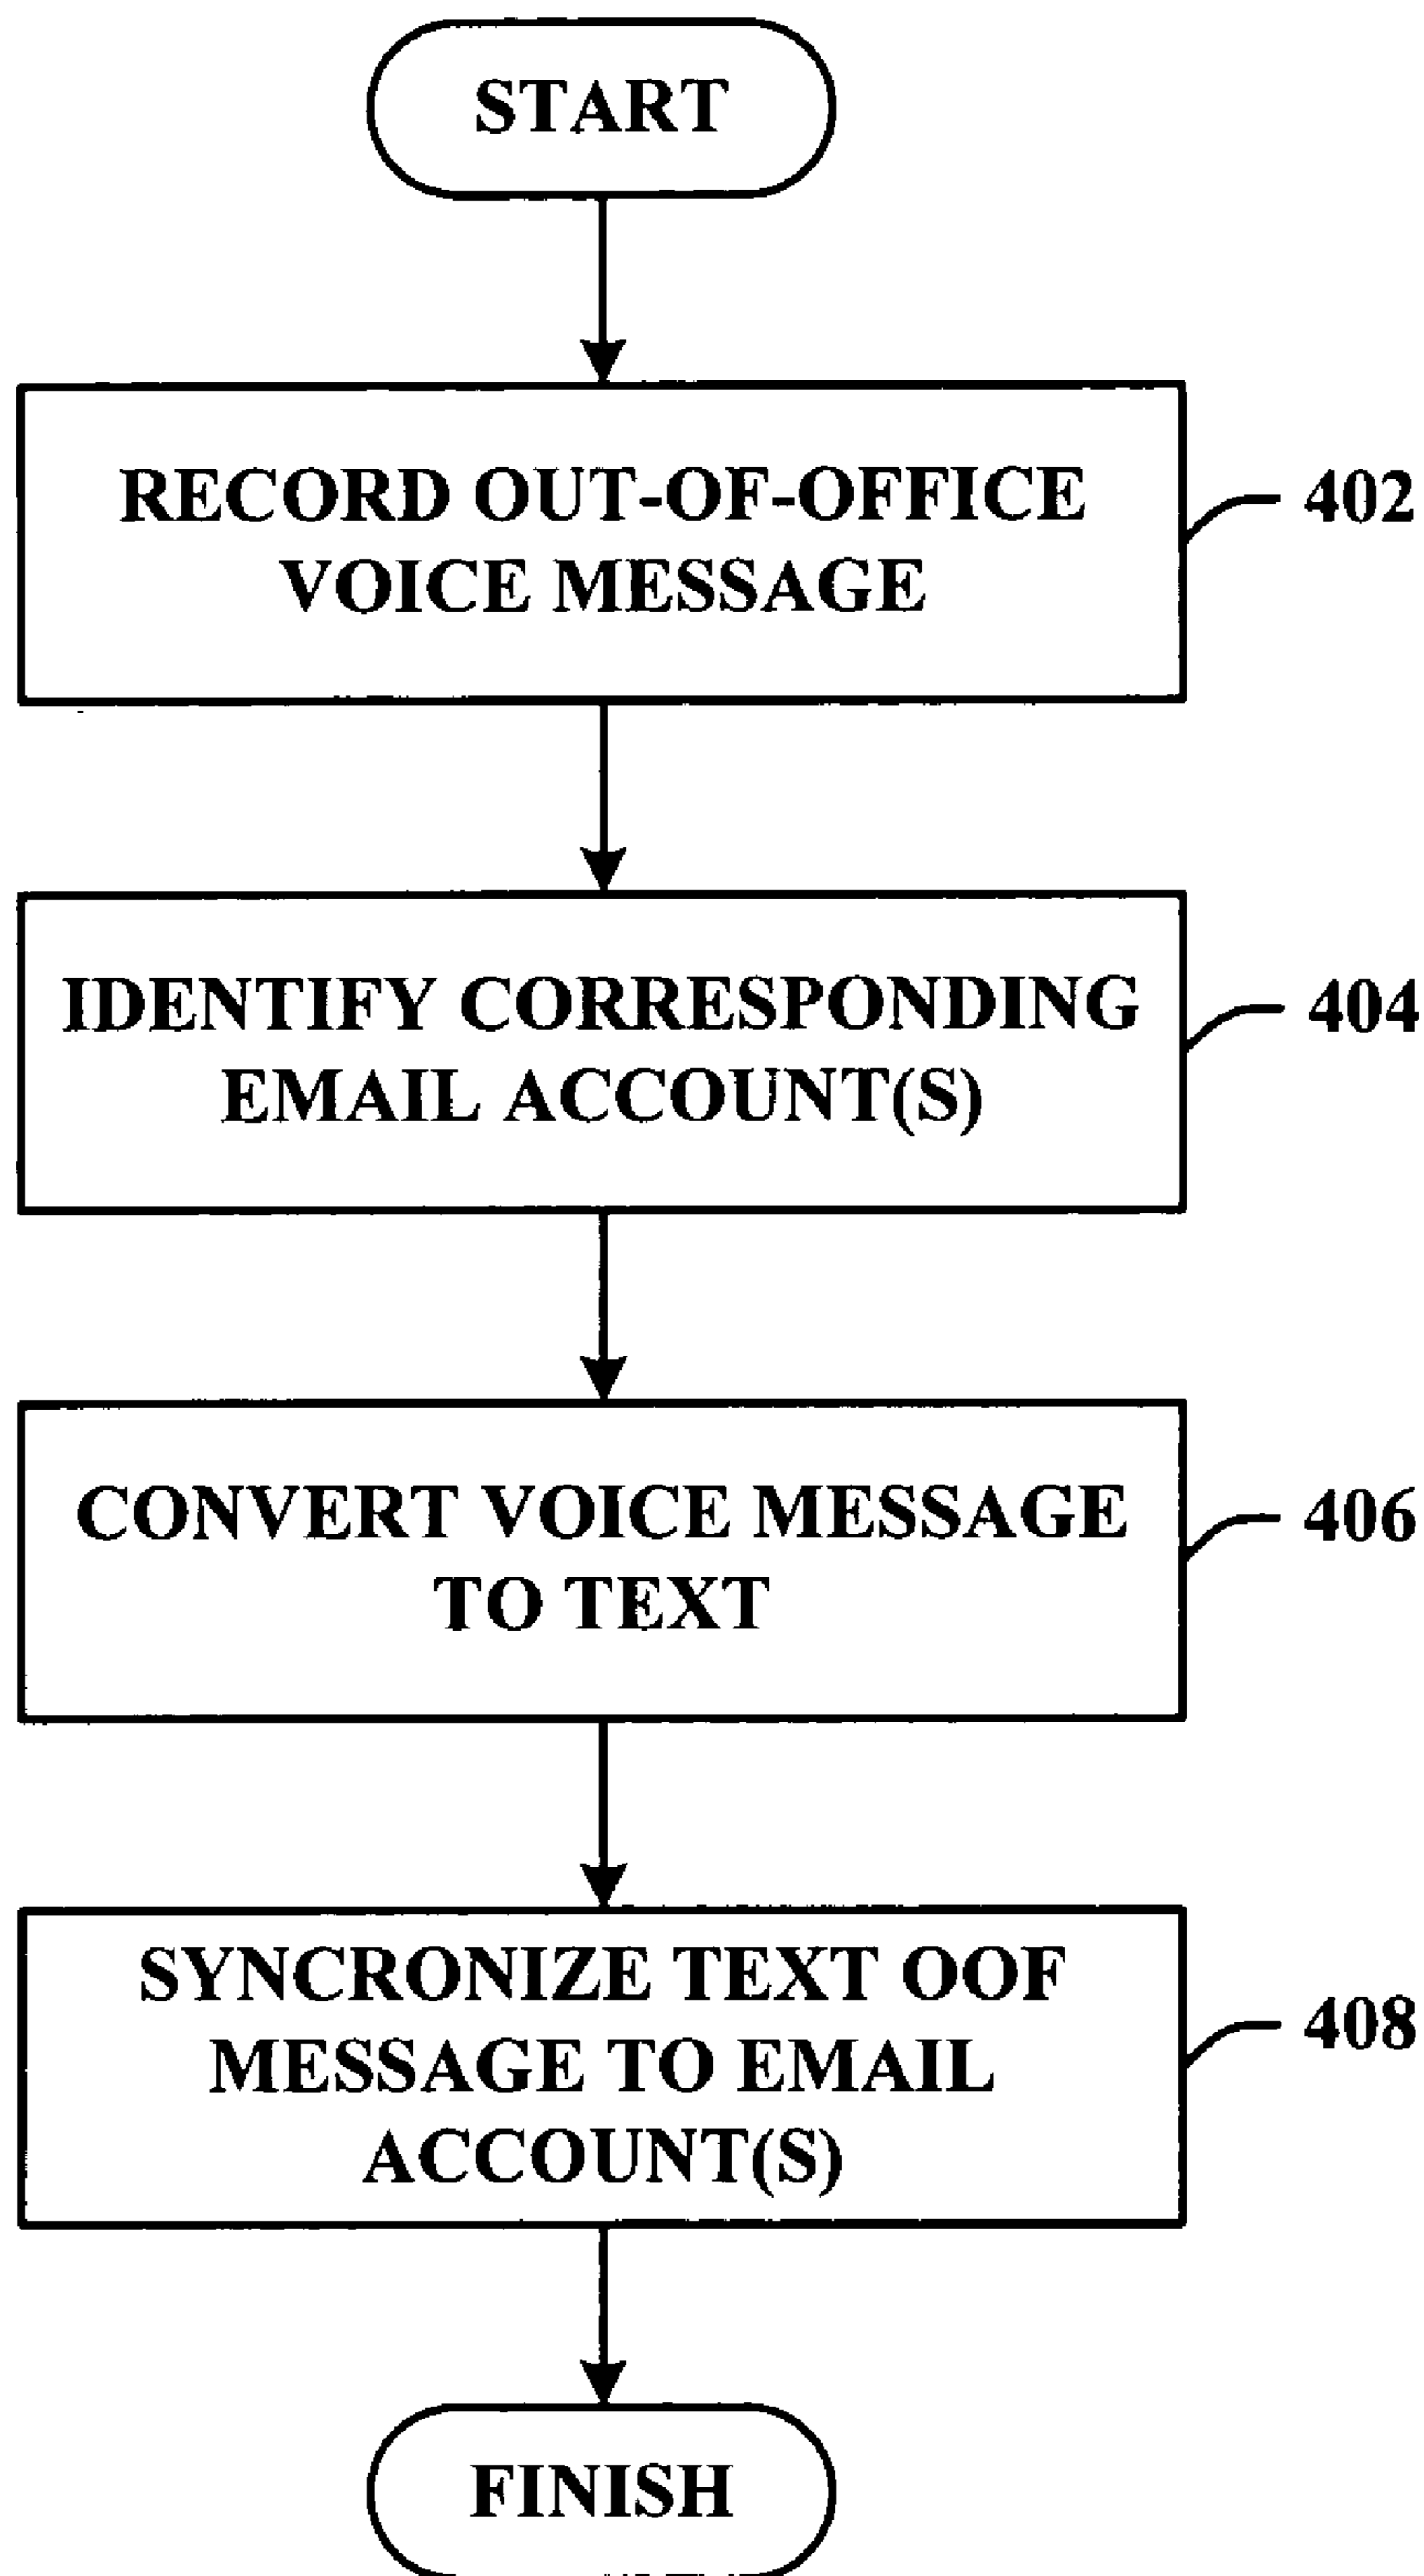 START
RECORD OUT-OF-OFFICE
VOICE MESSAGE
402
IDENTIFY CORRESPONDING
EMAIL ACCOUNT(S)
404
CONVERT VOICE MESSAGE
TO TEXT
406
SYNCRONIZE TEXT OOF
MESSAGE TO EMAIL
ACCOUNT(S)
408
FINISH